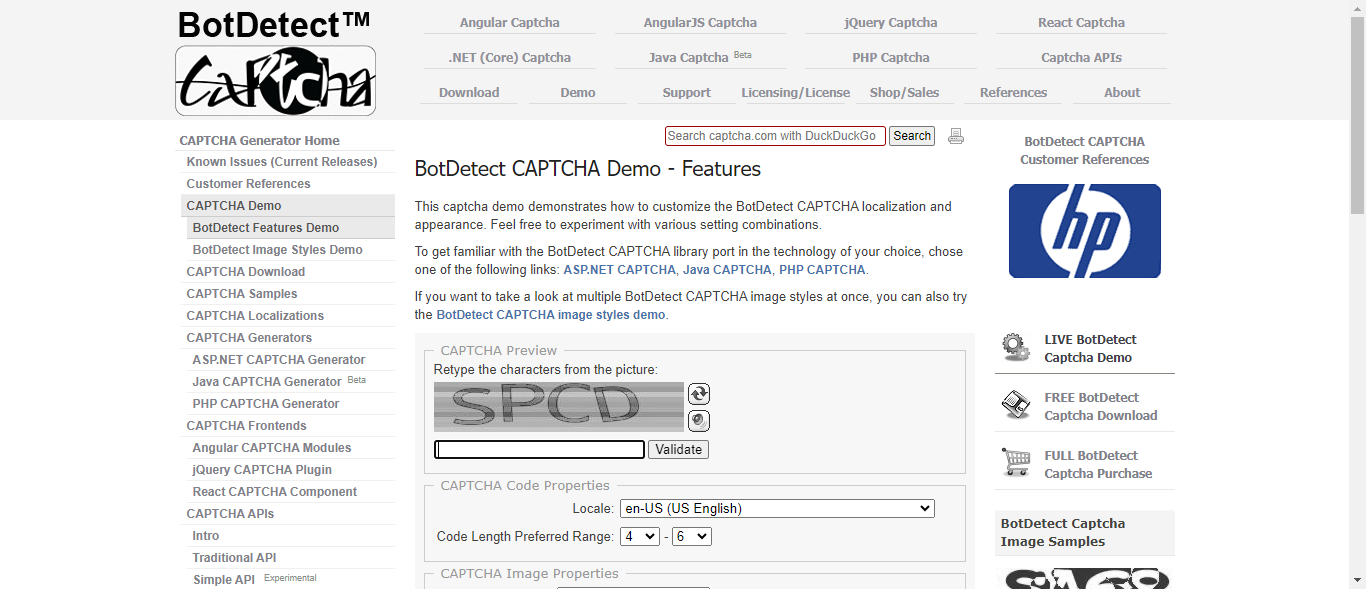 BotDetect™
Captcha
Angular Captcha
AngularJS Captcha
jQuery Captcha
React Captcha
.NET (Core) Captcha
Java Captcha Beta
PHP Captcha
Captcha APIs
Download
Demo
Support
Licensing/License
Shop/Sales
References
About
CAPTCHA Generator Home
Known Issues (Current Releases)
Customer References
CAPTCHA Demo
BotDetect Features Demo
BotDetect Image Styles Demo
CAPTCHA Download
CAPTCHA Samples
CAPTCHA Localizations
CAPTCHA Generators
ASP.NET CAPTCHA Generator
Java CAPTCHA Generator Beta
PHP CAPTCHA Generator
CAPTCHA Frontends
Angular CAPTCHA Modules
jQuery CAPTCHA Plugin
React CAPTCHA Component
CAPTCHA APIs
Intro
Traditional API
Simple API Experimental
Search captcha.com with DuckDuckGo
Search
BotDetect CAPTCHA Demo - Features
This captcha demo demonstrates how to customize the BotDetect CAPTCHA localization and
appearance. Feel free to experiment with various setting combinations.
To get familiar with the BotDetect CAPTCHA library port in the technology of your choice, chose
one of the following links: ASP.NET CAPTCHA, Java CAPTCHA, PHP CAPTCHA.
If you want to take a look at multiple BotDetect CAPTCHA image styles at once, you can also try
the BotDetect CAPTCHA image styles demo.
CAPTCHA Preview
Retype the characters from the picture:
SPCD
Validate
CAPTCHA Code Properties
Locale: en-US (US English)
Code Length Preferred Range: 4 - 6
CAPTCHA Image Properties
BotDetect CAPTCHA
Customer References
hp
LIVE BotDetect
Captcha Demo
FREE BotDetect
Captcha Download
FULL BotDetect
Captcha Purchase
BotDetect Captcha
Image Samples